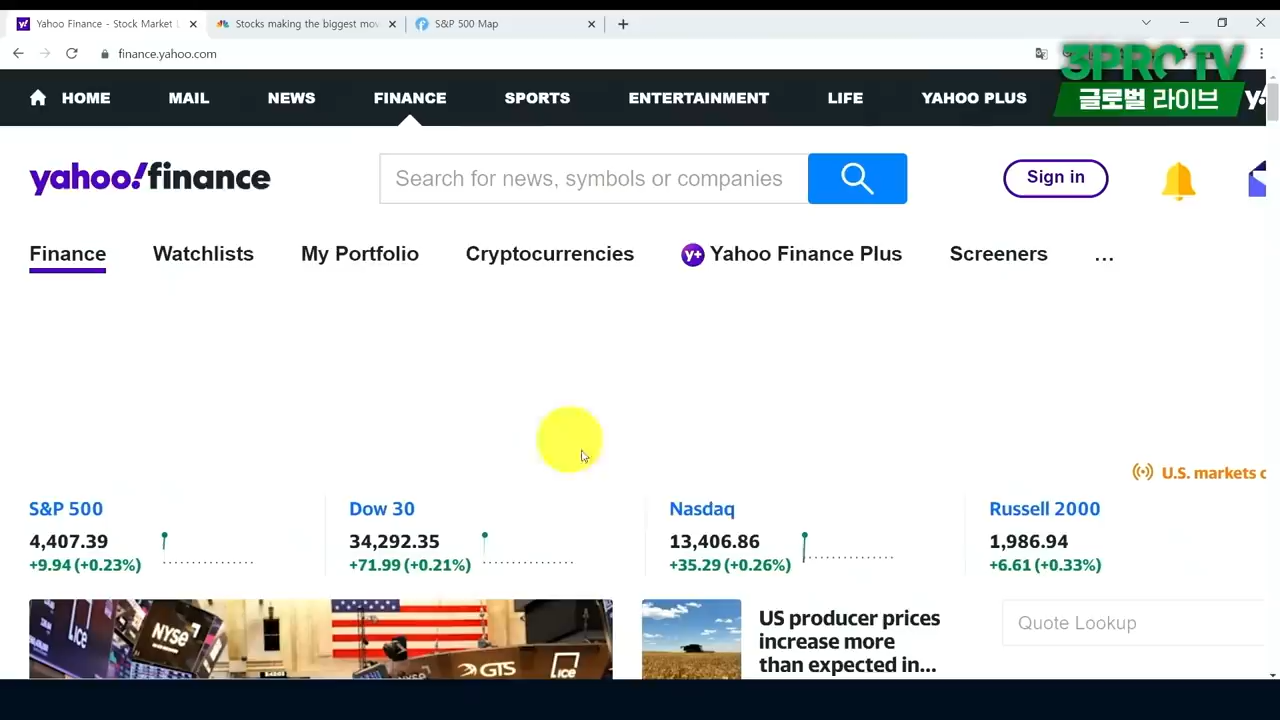 Yahoo Finance - Stock Market L
Stocks making the biggest mov
S&P 500 Map
finance.yahoo.com
3PROTV
글로벌 라이브
HOME
MAIL
NEWS
FINANCE
SPORTS
ENTERTAINMENT
LIFE
YAHOO PLUS
y!
yahoo!finance
Search for news, symbols or companies
Sign in
Finance
Watchlists
My Portfolio
Cryptocurrencies
y+ Yahoo Finance Plus
Screeners
...
U.S. markets c
S&P 500
4,407.39
+9.94 (+0.23%)
Dow 30
34,292.35
+71.99 (+0.21%)
Nasdaq
13,406.86
+35.29 (+0.26%)
Russell 2000
1,986.94
+6.61 (+0.33%)
ice
NYSE
GTS
ice
US producer prices
increase more
than expected in...
Quote Lookup